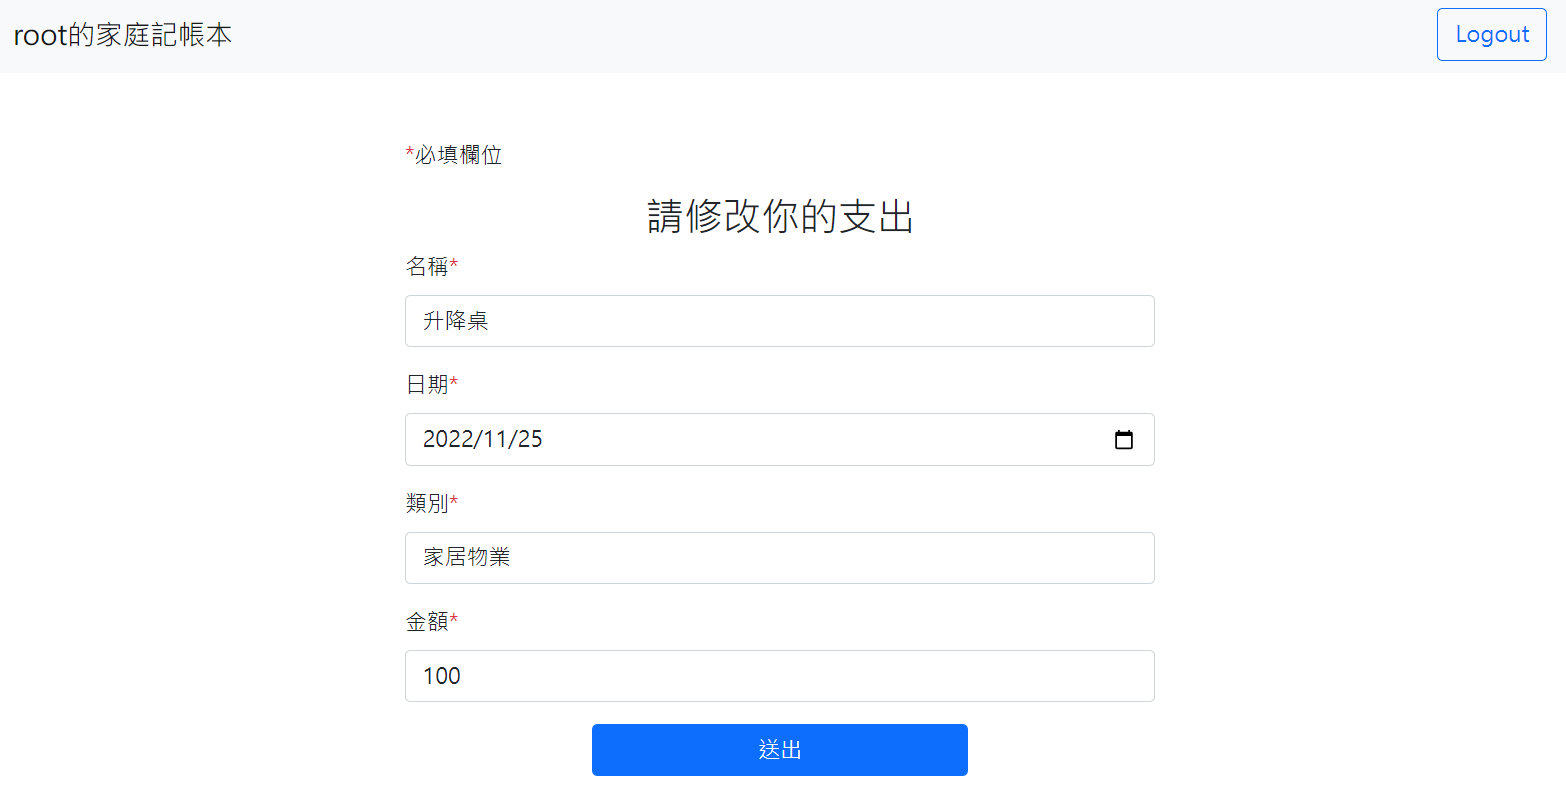 root的家庭記帳本
Logout
*必填欄位
請修改你的支出
名稱*
升降桌
日期*
2022/11/25
類別*
家居物業
金額*
100
送出